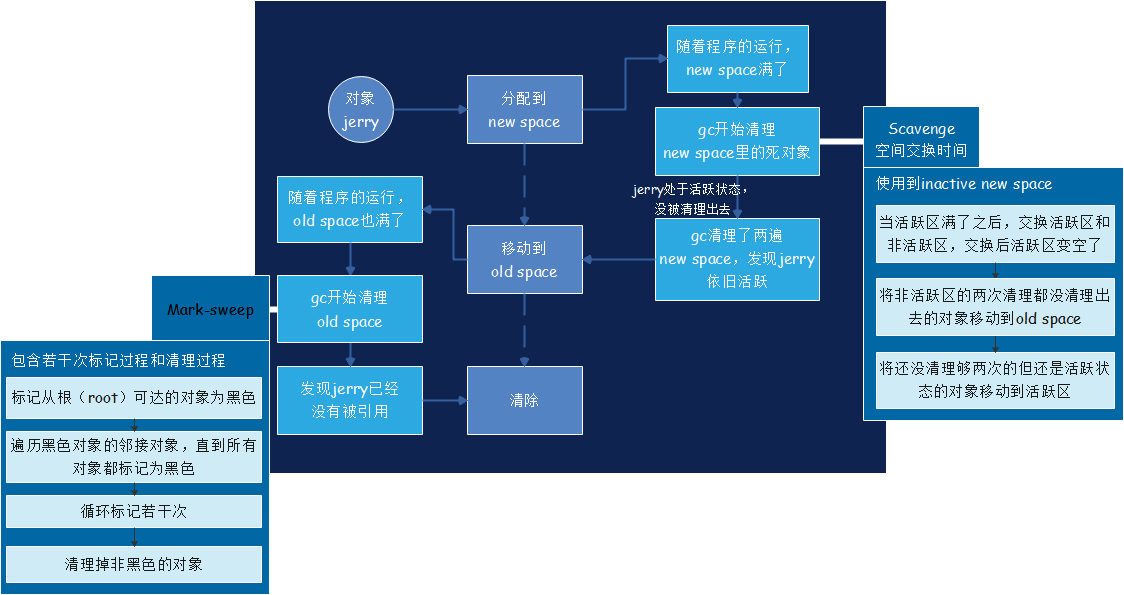 对象
jerry
分配到
new space
随着程序的运行，
new space满了
gc开始清理
new space里的死对象
jerry处于活跃状态，
没被清理出去
gc清理了两遍
new space，发现jerry
依旧活跃
移动到
old space
随着程序的运行，
old space也满了
gc开始清理
old space
发现jerry已经
没有被引用
清除
Scavenge
空间交换时间
使用到inactive new space
当活跃区满了之后，交换活跃区和
非活跃区，交换后活跃区变空了
将非活跃区的两次清理都没清理出
去的对象移动到old space
将还没清理够两次的但还是活跃状
态的对象移动到活跃区
Mark-sweep
包含若干次标记过程和清理过程
标记从根（root）可达的对象为黑色
遍历黑色对象的邻接对象，直到所有
对象都标记为黑色
循环标记若干次
清理掉非黑色的对象